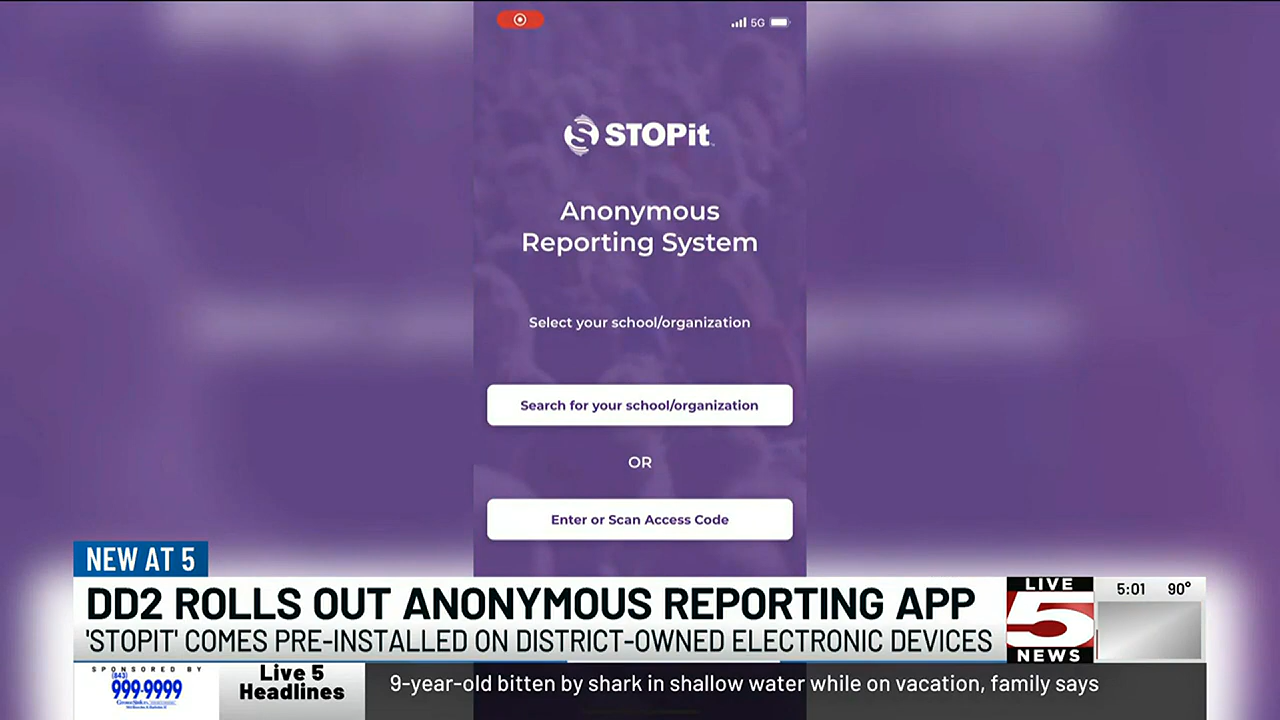 5G
STOPit
Anonymous
Reporting System
Select your school/organization
Search for your school/organization
OR
Enter or Scan Access Code
NEW AT 5
DD2 ROLLS OUT ANONYMOUS REPORTING APP
'STOPIT' COMES PRE-INSTALLED ON DISTRICT-OWNED ELECTRONIC DEVICES
LIVE
5
NEWS
5:01 90°
SPONSORED BY
(843)
999-9999
Live 5
Headlines
9-year-old bitten by shark in shallow water while on vacation, family says